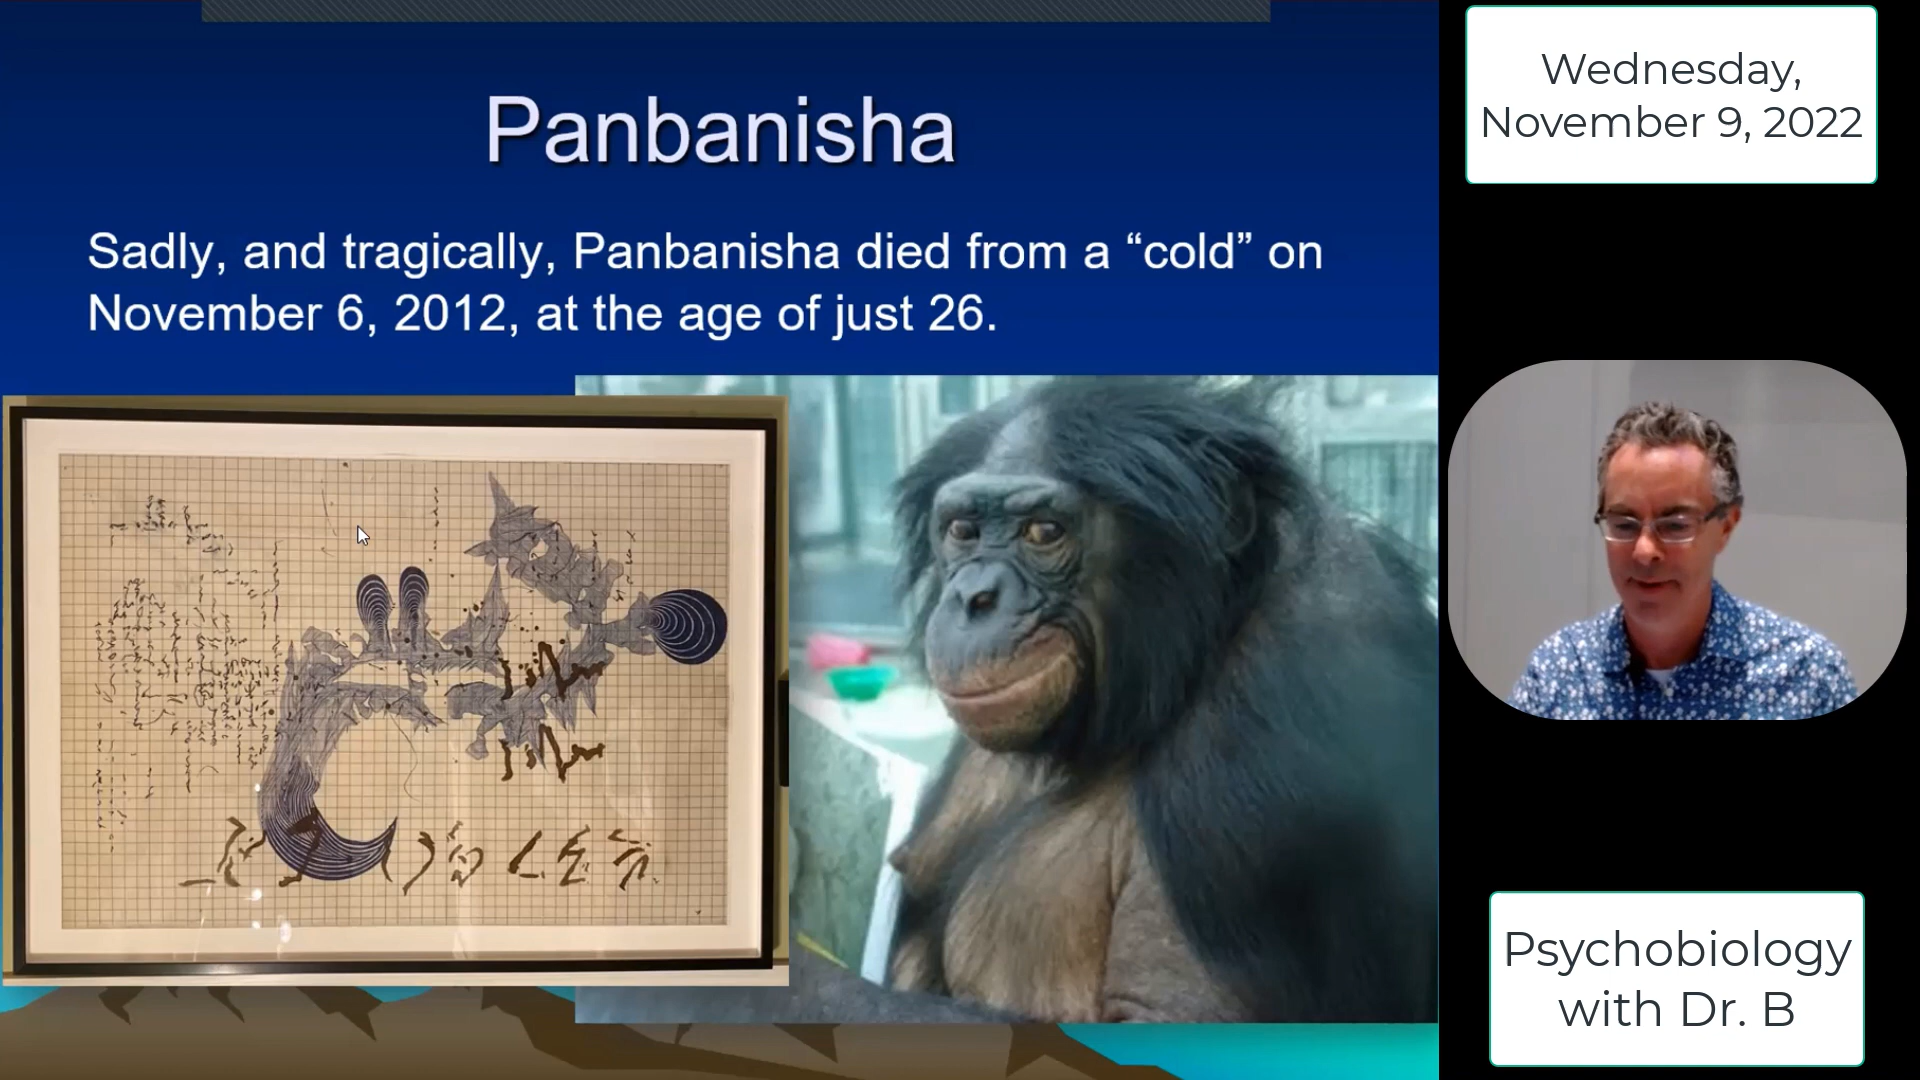 Panbanisha
Sadly, and tragically, Panbanisha died from a “cold” on
November 6, 2012, at the age of just 26.
Wednesday,
November 9, 2022
Psychobiology
with Dr. B